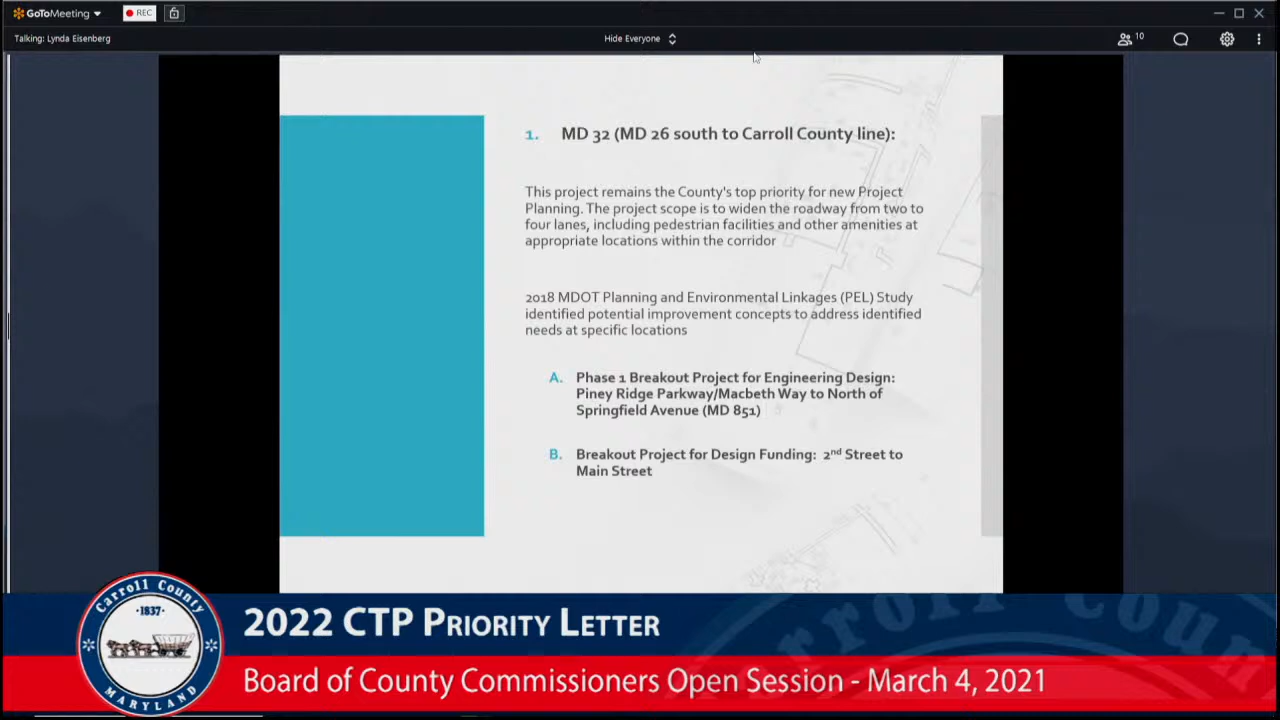 GoToMeeting
REC
Talking: Lynda Eisenberg
Hide Everyone
10
1. MD 32 (MD 26 south to Carroll County line):
This project remains the County's top priority for new Project
Planning. The project scope is to widen the roadway from two to
four lanes, including pedestrian facilities and other amenities at
appropriate locations within the corridor
2018 MDOT Planning and Environmental Linkages (PEL) Study
identified potential improvement concepts to address identified
needs at specific locations
A. Phase 1 Breakout Project for Engineering Design:
Piney Ridge Parkway/Macbeth Way to North of
Springfield Avenue (MD 851)
B. Breakout Project for Design Funding: 2nd Street to
Main Street
Carroll County
·1837·
MARYLAND
2022 CTP PRIORITY LETTER
Board of County Commissioners Open Session - March 4, 2021
Carroll County